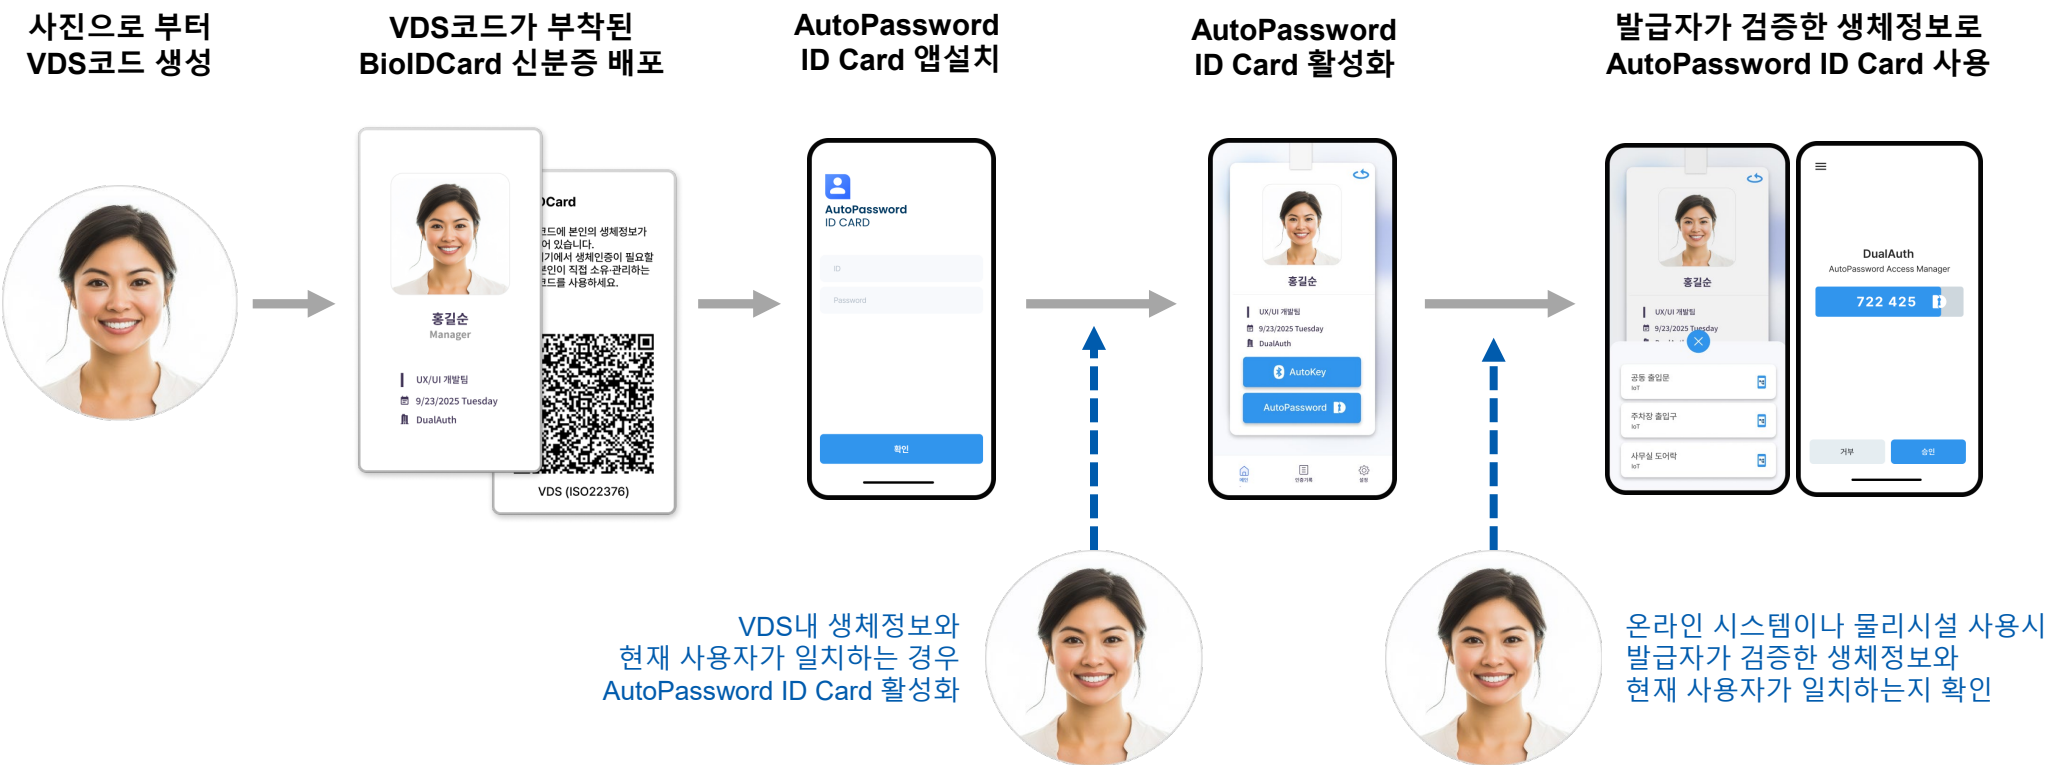 사진으로 부터
VDS코드 생성
VDS코드가 부착된
BioIDCard 신분증 배포
AutoPassword
ID Card 앱설치
AutoPassword
ID Card 활성화
발급자가 검증한 생체정보로
AutoPassword ID Card 사용
홍길순
Manager
UX/UI 개발팀
9/23/2025 Tuesday
DualAuth
DCard
코드에 본인의 생체정보가
어 있습니다.
기기에서 생체인증이 필요할
본인이 직접 소유·관리하는
코드를 사용하세요.
VDS (ISO22376)
AutoPassword
ID CARD
ID
Password
확인
홍길순
UX/UI 개발팀
9/23/2025 Tuesday
DualAuth
AutoKey
AutoPassword
메인
인증기록
설정
홍길순
UX/UI 개발팀
9/23/2025 Tuesday
공동 출입문
IoT
주차장 출입구
IoT
사무실 도어락
IoT
DualAuth
AutoPassword Access Manager
722 425
거부
승인
VDS내 생체정보와
현재 사용자가 일치하는 경우
AutoPassword ID Card 활성화
온라인 시스템이나 물리시설 사용시
발급자가 검증한 생체정보와
현재 사용자가 일치하는지 확인